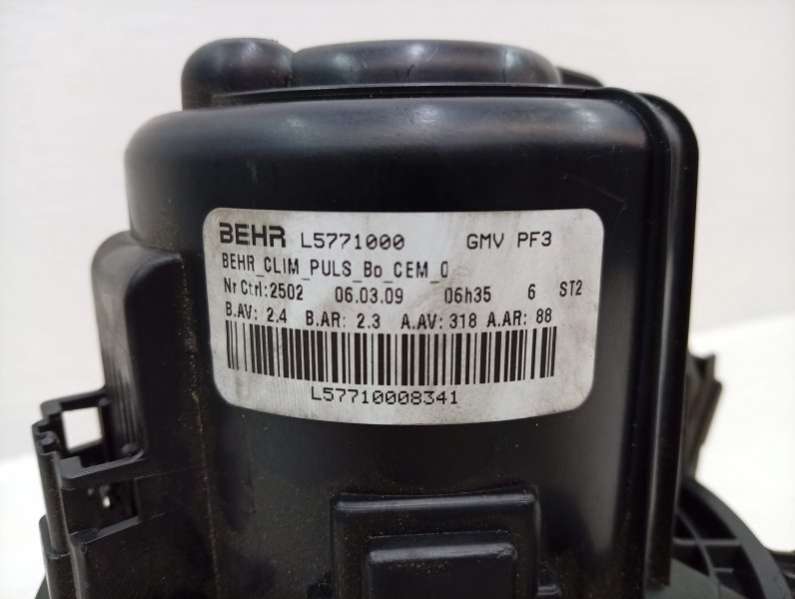 BEHR L5771000 GMV PF3
BEHR_CLIM_PULS_Bo_CEM_0
Nr Ctrl:2502 06.03.09 06h35 6 ST2
B.AV: 2.4 B.AR: 2.3 A.AV:318 A.AR: 88
L57710008341